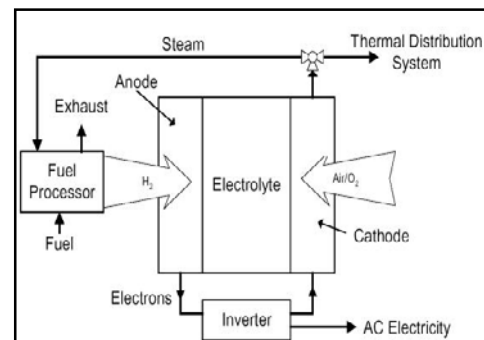 Steam
Thermal Distribution
System
Anode
Exhaust
Fuel
Processor
H2
Electrolyte
Air/O2
Fuel
Cathode
Electrons
Inverter
AC Electricity